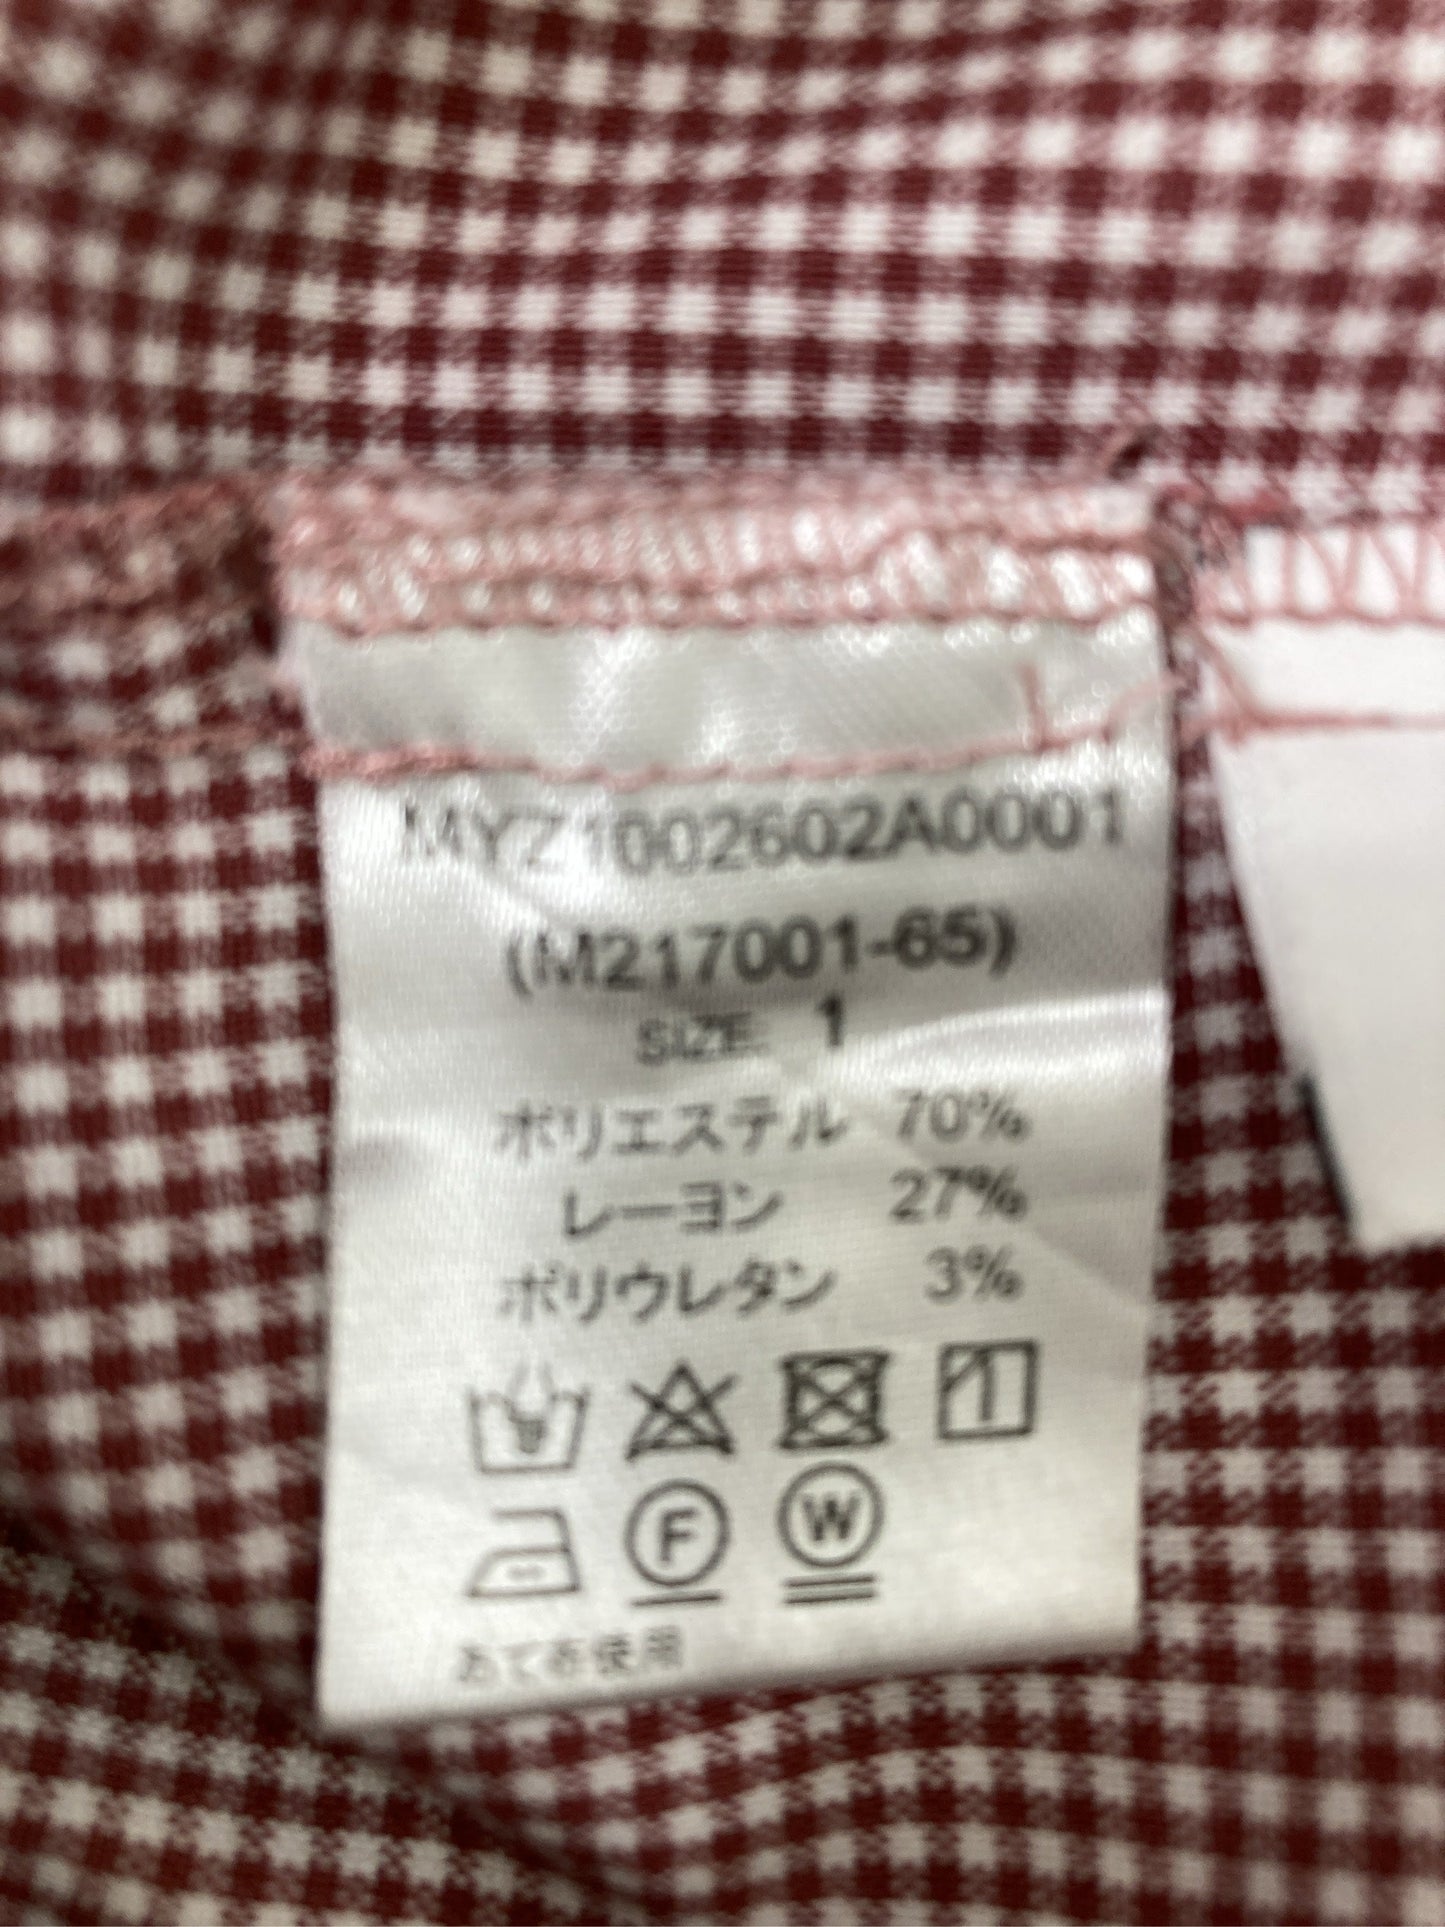 MYZ1002602A0001
(M217001-65)
SIZE 1
ポリエステル 70%
レーヨン 27%
ポリウレタン 3%
F W
あて布使用